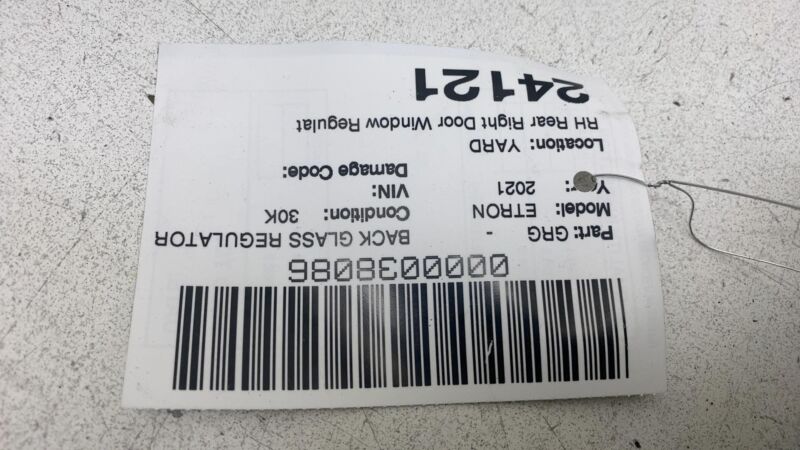 0000038086
Part: GRG - BACK GLASS REGULATOR
Model: ETRON Condition: 30K
Year: 2021 VIN:
Damage Code:
Location: YARD
RH Rear Right Door Window Regulat
24121